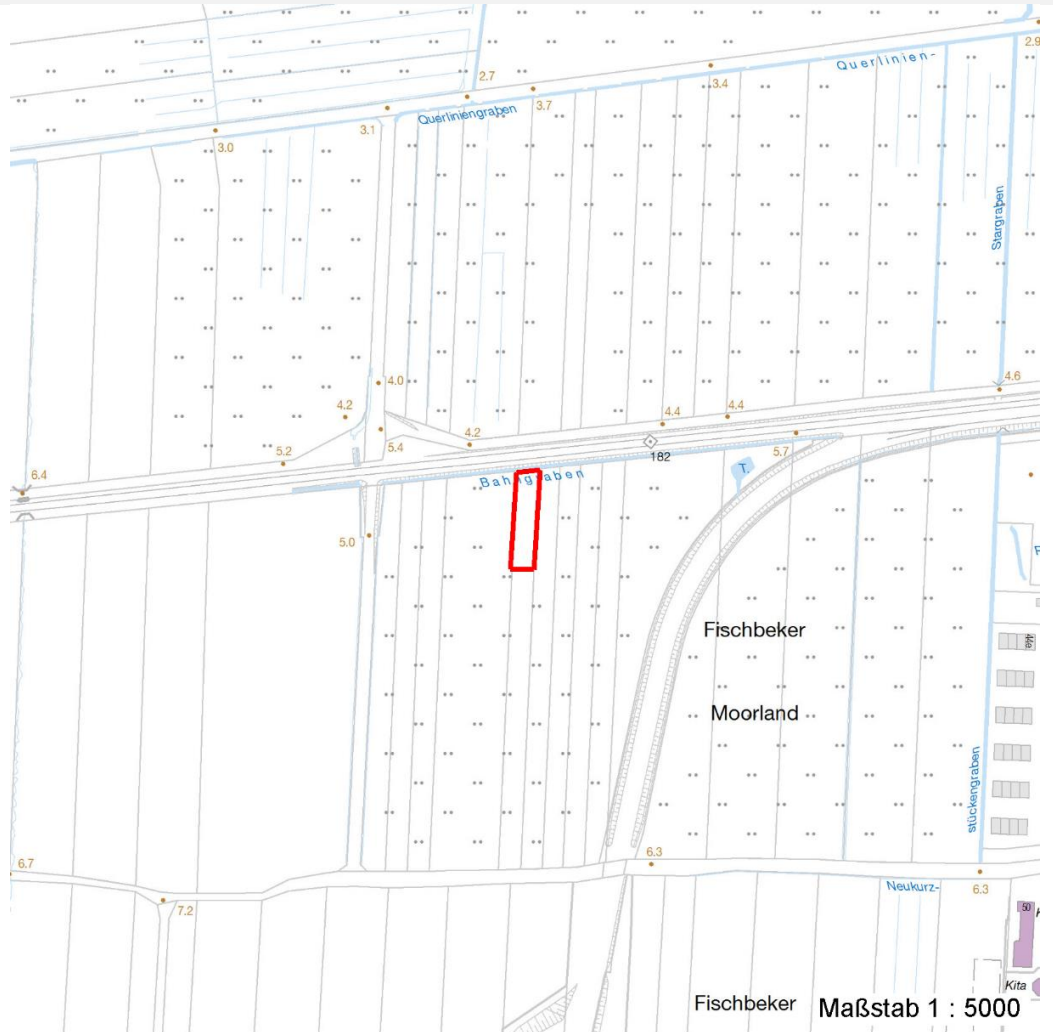 2.9
Querlinien-
2.7
3.4
3.7
Querliniengraben
3.1
3.0
Stargraben
4.0
4.6
4.2
4.4
4.4
4.2
5.4
5.2
5.7
182
6.4
T.
Bahngraben
5.0
Fischbeker
44e
Moorland
stückengraben
6.3
6.7
6.3
Neukurz-
7.2
50
Kita
Fischbeker
Maßstab 1 : 5000